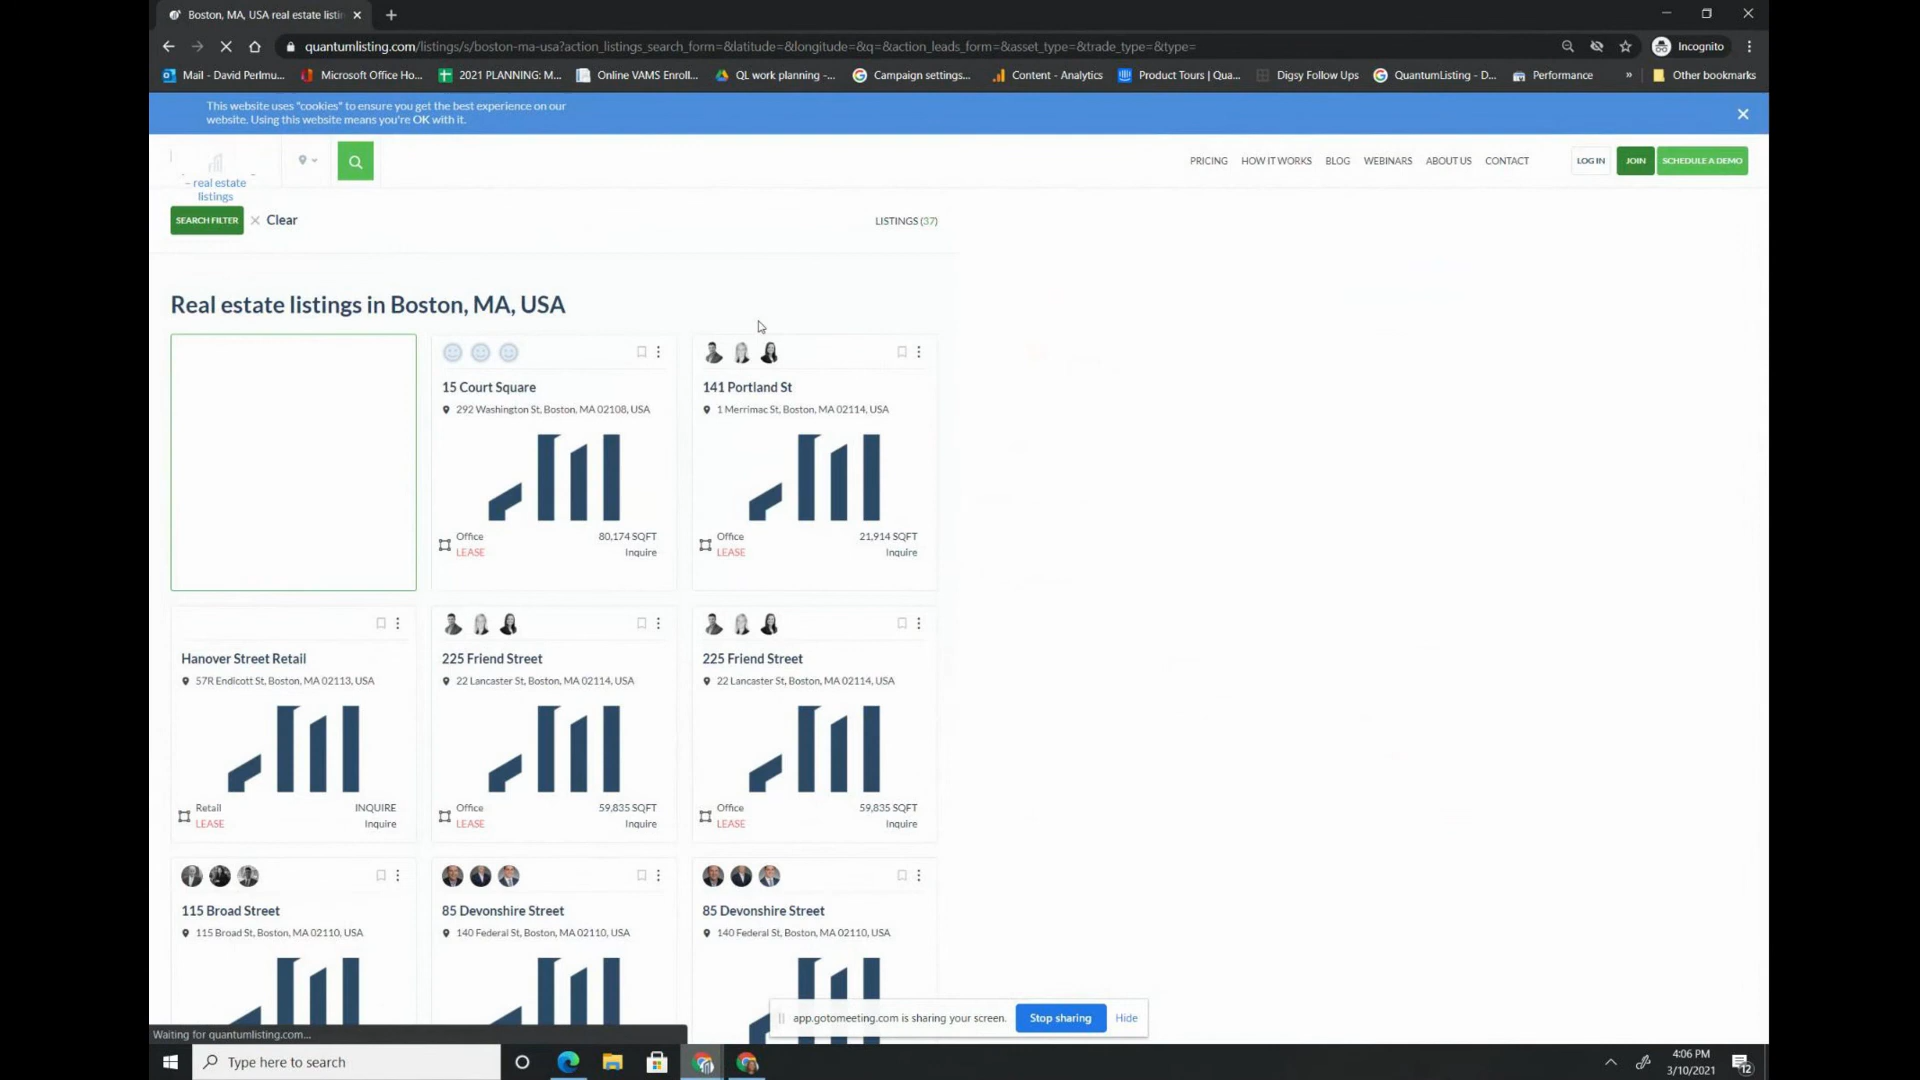 Boston, MA, USA real estate listin
quantumlisting.com/listings/s/boston-ma-usa?action_listings_search_form=&latitude=&longitude=&q=&action_leads_form=&asset_type=&trade_type=&type=
Incognito
Mail - David Perlmu...
Microsoft Office Ho...
2021 PLANNING: M...
Online VAMS Enroll...
QL work planning -...
Campaign settings...
Content - Analytics
Product Tours | Qua...
Digsy Follow Ups
QuantumListing - D...
Performance
»
Other bookmarks
This website uses "cookies" to ensure you get the best experience on our
website. Using this website means you're OK with it.
- real estate
listings
PRICING
HOW IT WORKS
BLOG
WEBINARS
ABOUT US
CONTACT
LOG IN
JOIN
SCHEDULE A DEMO
SEARCH FILTER
Clear
LISTINGS (37)
Real estate listings in Boston, MA, USA
15 Court Square
292 Washington St, Boston, MA 02108, USA
Office
80,174 SQFT
LEASE
Inquire
141 Portland St
1 Merrimac St, Boston, MA 02114, USA
Office
21,914 SQFT
LEASE
Inquire
Hanover Street Retail
57R Endicott St, Boston, MA 02113, USA
Retail
INQUIRE
LEASE
Inquire
225 Friend Street
22 Lancaster St, Boston, MA 02114, USA
Office
59,835 SQFT
LEASE
Inquire
225 Friend Street
22 Lancaster St, Boston, MA 02114, USA
Office
59,835 SQFT
LEASE
Inquire
115 Broad Street
115 Broad St, Boston, MA 02110, USA
85 Devonshire Street
140 Federal St, Boston, MA 02110, USA
85 Devonshire Street
140 Federal St, Boston, MA 02110, USA
app.gotomeeting.com is sharing your screen.
Stop sharing
Hide
Waiting for quantumlisting.com...
Type here to search
4:06 PM
3/10/2021
12